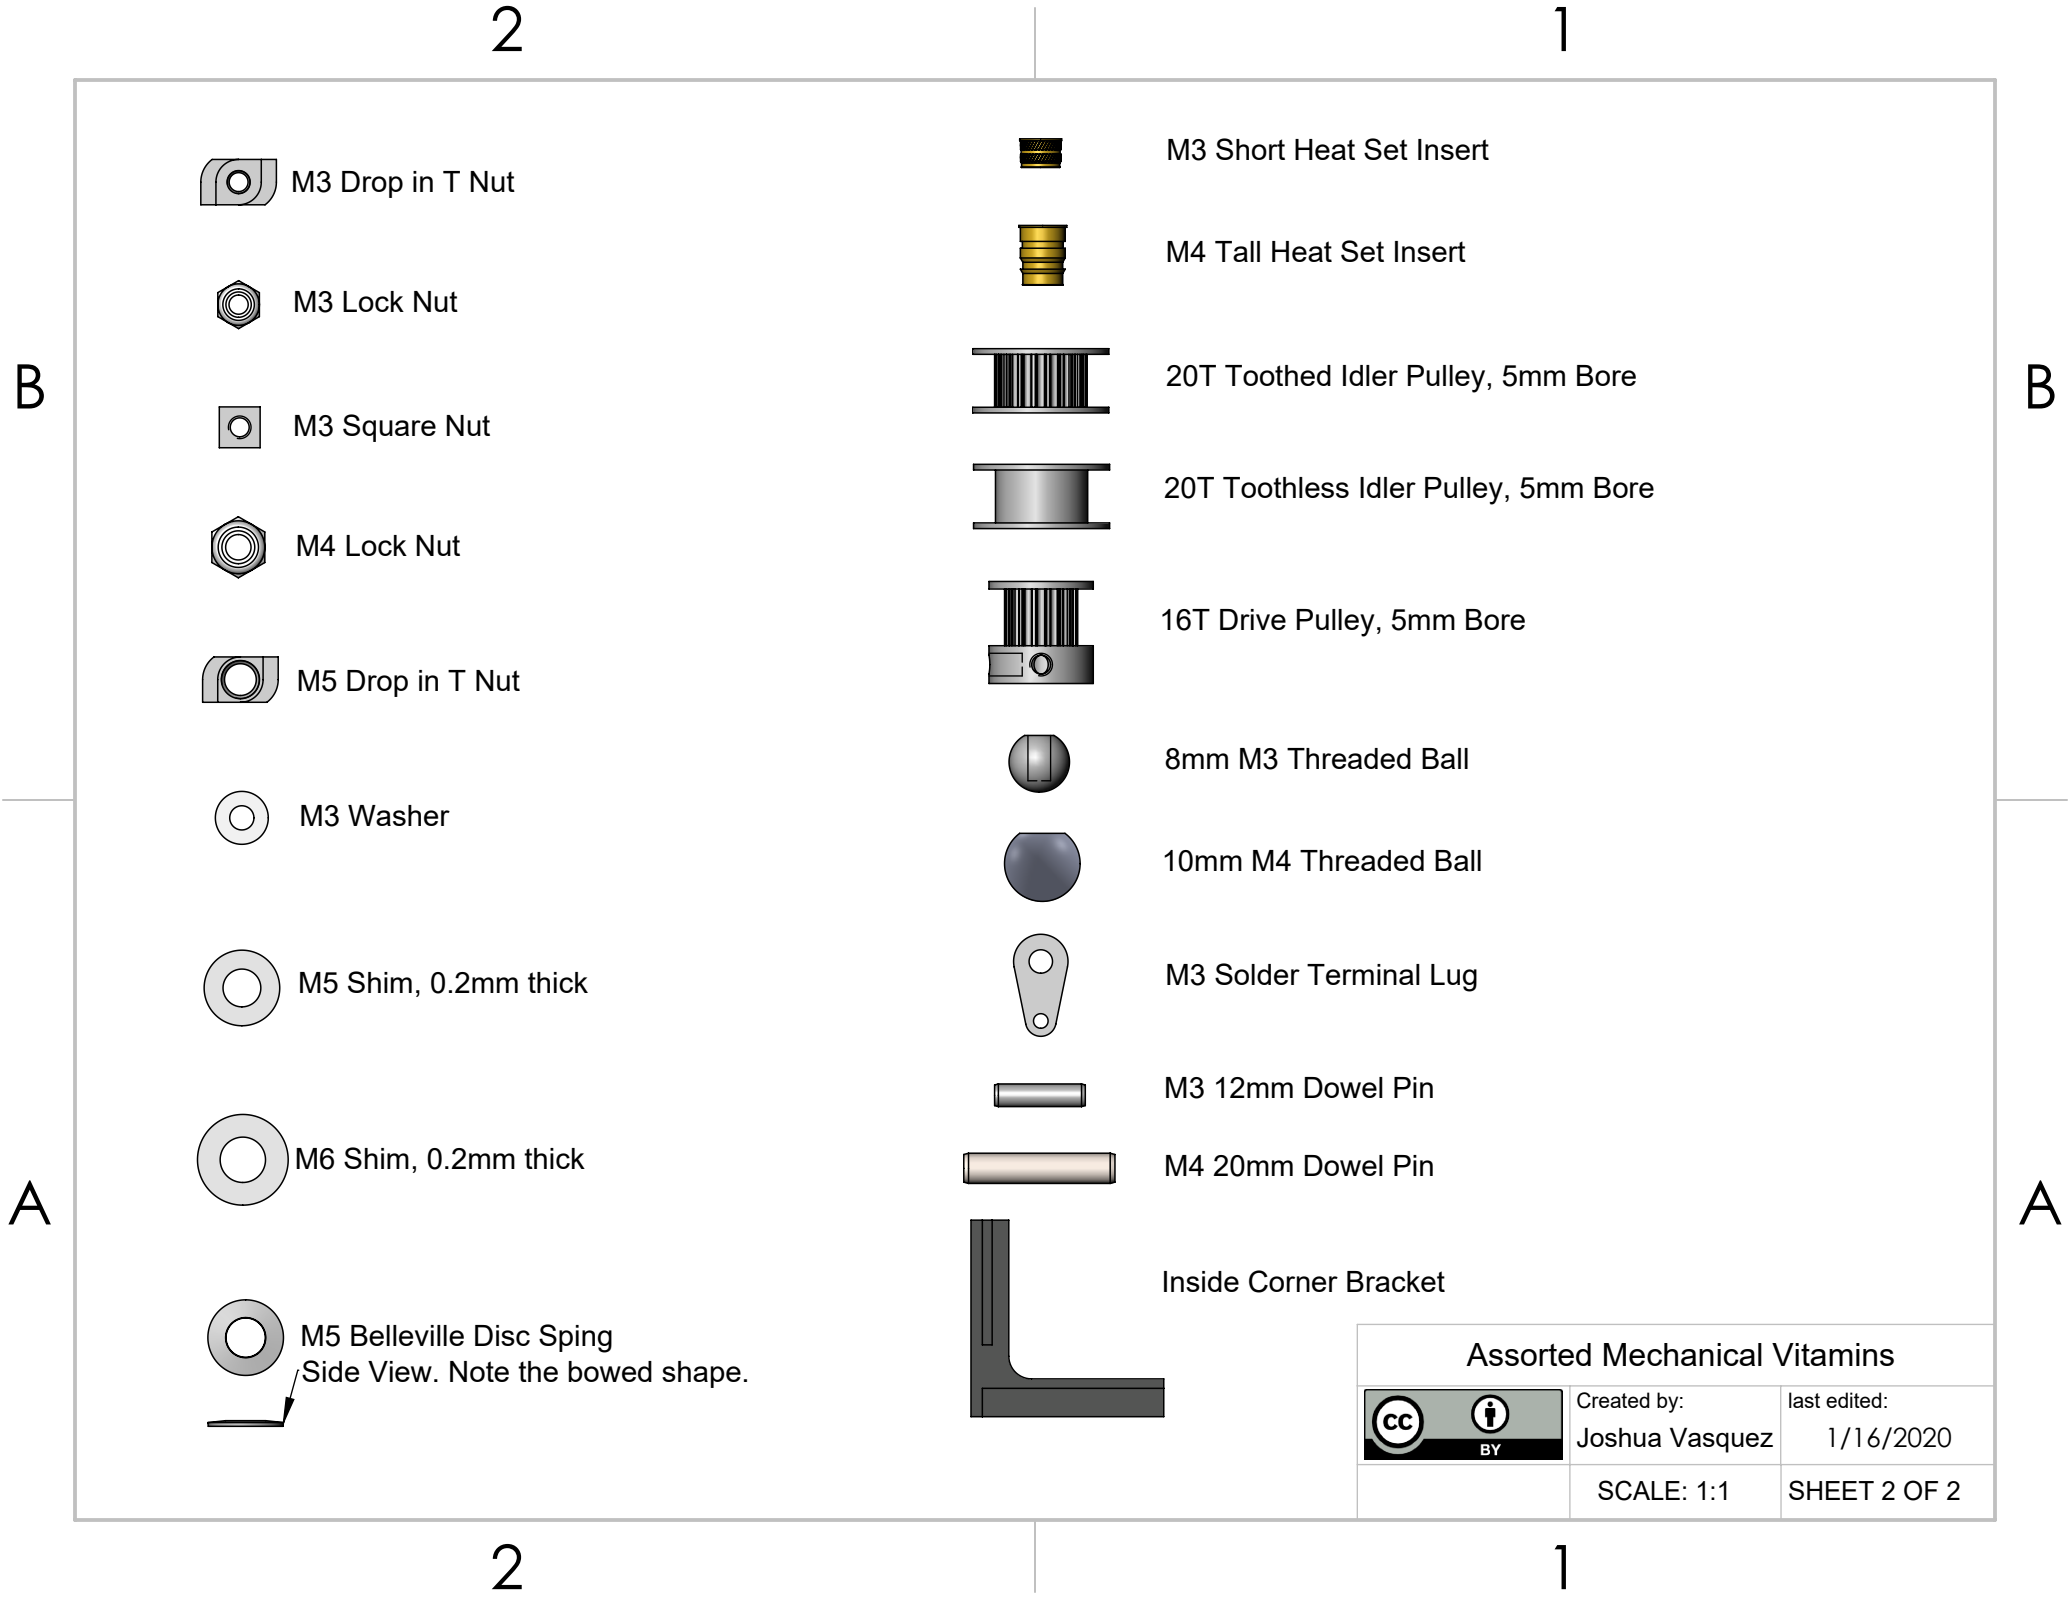 2
1
B
B
M3 Drop in T Nut
M3 Lock Nut
M3 Square Nut
M4 Lock Nut
M5 Drop in T Nut
M3 Washer
M5 Shim, 0.2mm thick
M6 Shim, 0.2mm thick
M5 Belleville Disc Sping
Side View. Note the bowed shape.
M3 Short Heat Set Insert
M4 Tall Heat Set Insert
20T Toothed Idler Pulley, 5mm Bore
20T Toothless Idler Pulley, 5mm Bore
16T Drive Pulley, 5mm Bore
8mm M3 Threaded Ball
10mm M4 Threaded Ball
M3 Solder Terminal Lug
M3 12mm Dowel Pin
M4 20mm Dowel Pin
Inside Corner Bracket
A
A
Assorted Mechanical Vitamins
cc
BY
Created by:
Joshua Vasquez
last edited:
1/16/2020
SCALE: 1:1
SHEET 2 OF 2
2
1